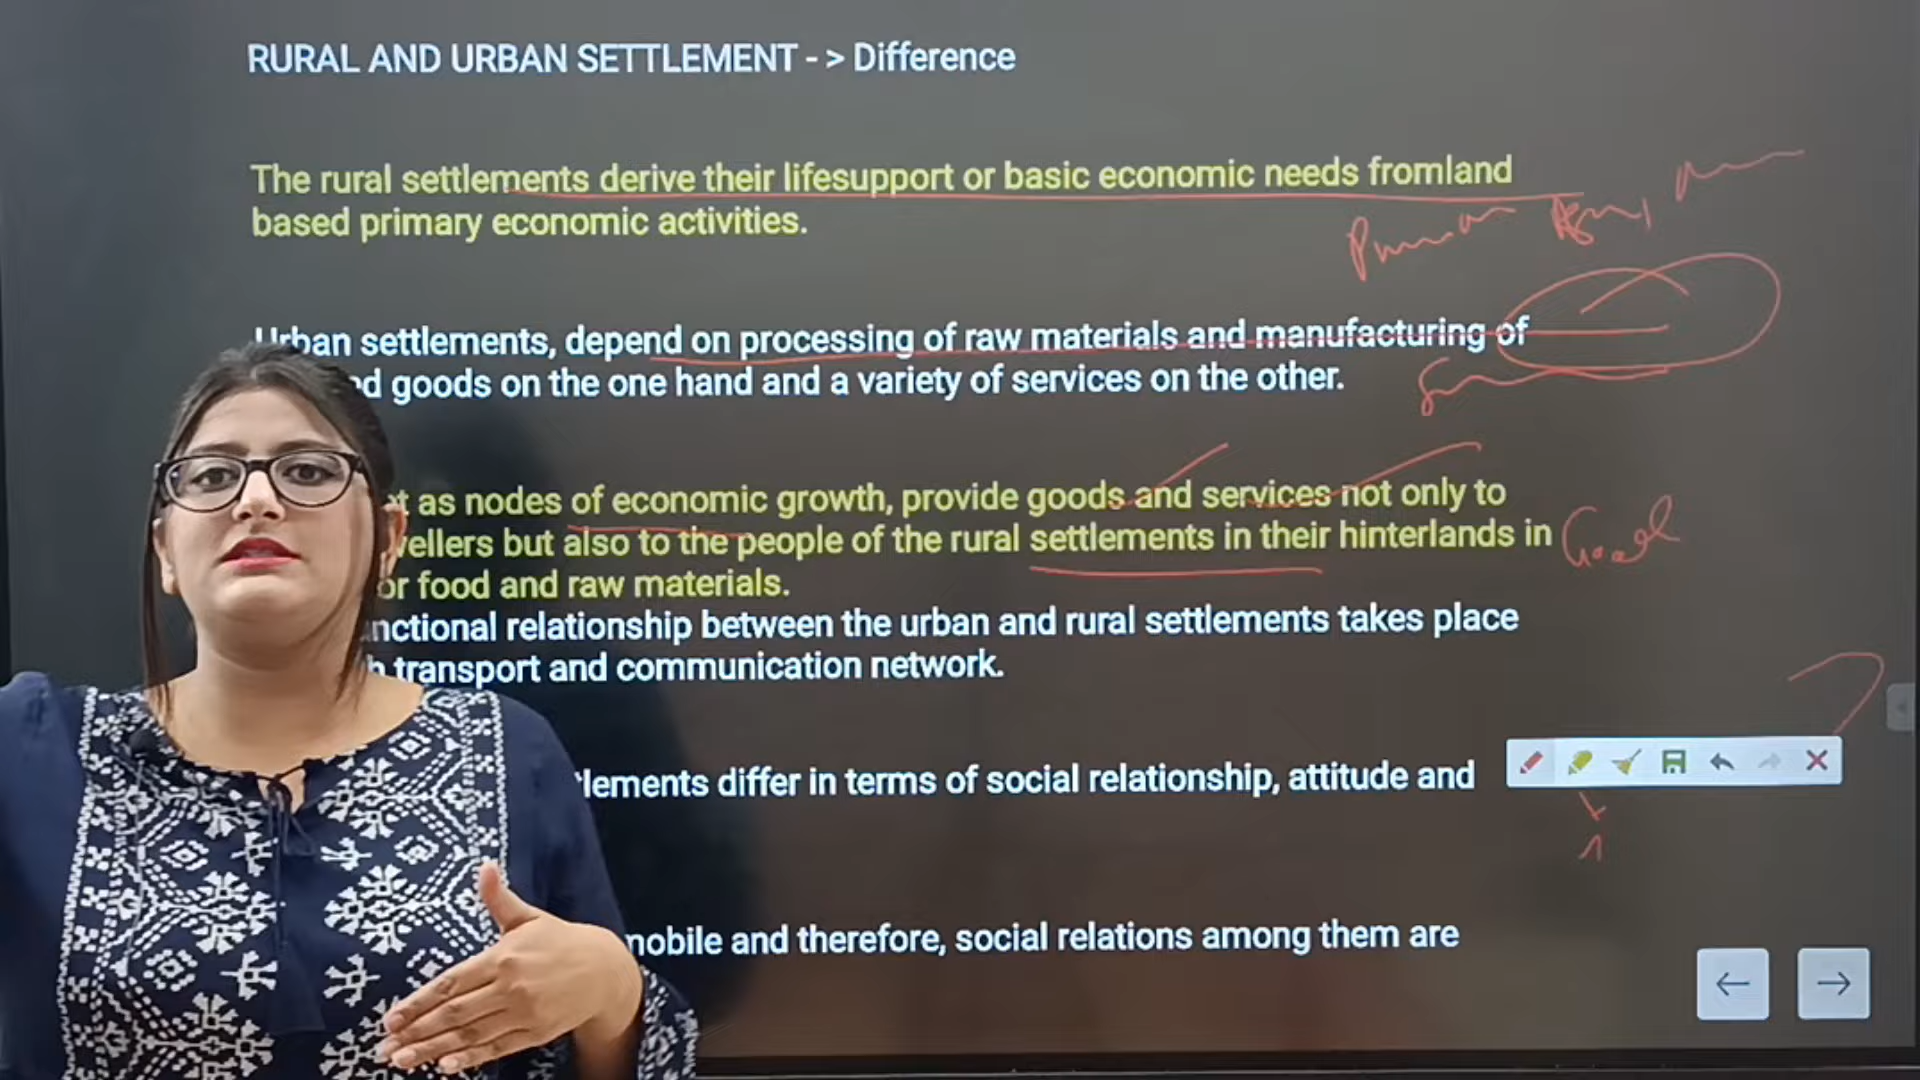 RURAL AND URBAN SETTLEMENT - > Difference
The rural settlements derive their lifesupport or basic economic needs fromland
based primary economic activities.
Urban settlements, depend on processing of raw materials and manufacturing of
goods on the one hand and a variety of services on the other.
as nodes of economic growth, provide goods and services not only to
but also to the people of the rural settlements in their hinterlands in
food and raw materials.
relationship between the urban and rural settlements takes place
transport and communication network.
differ in terms of social relationship, attitude and
and therefore, social relations among them are